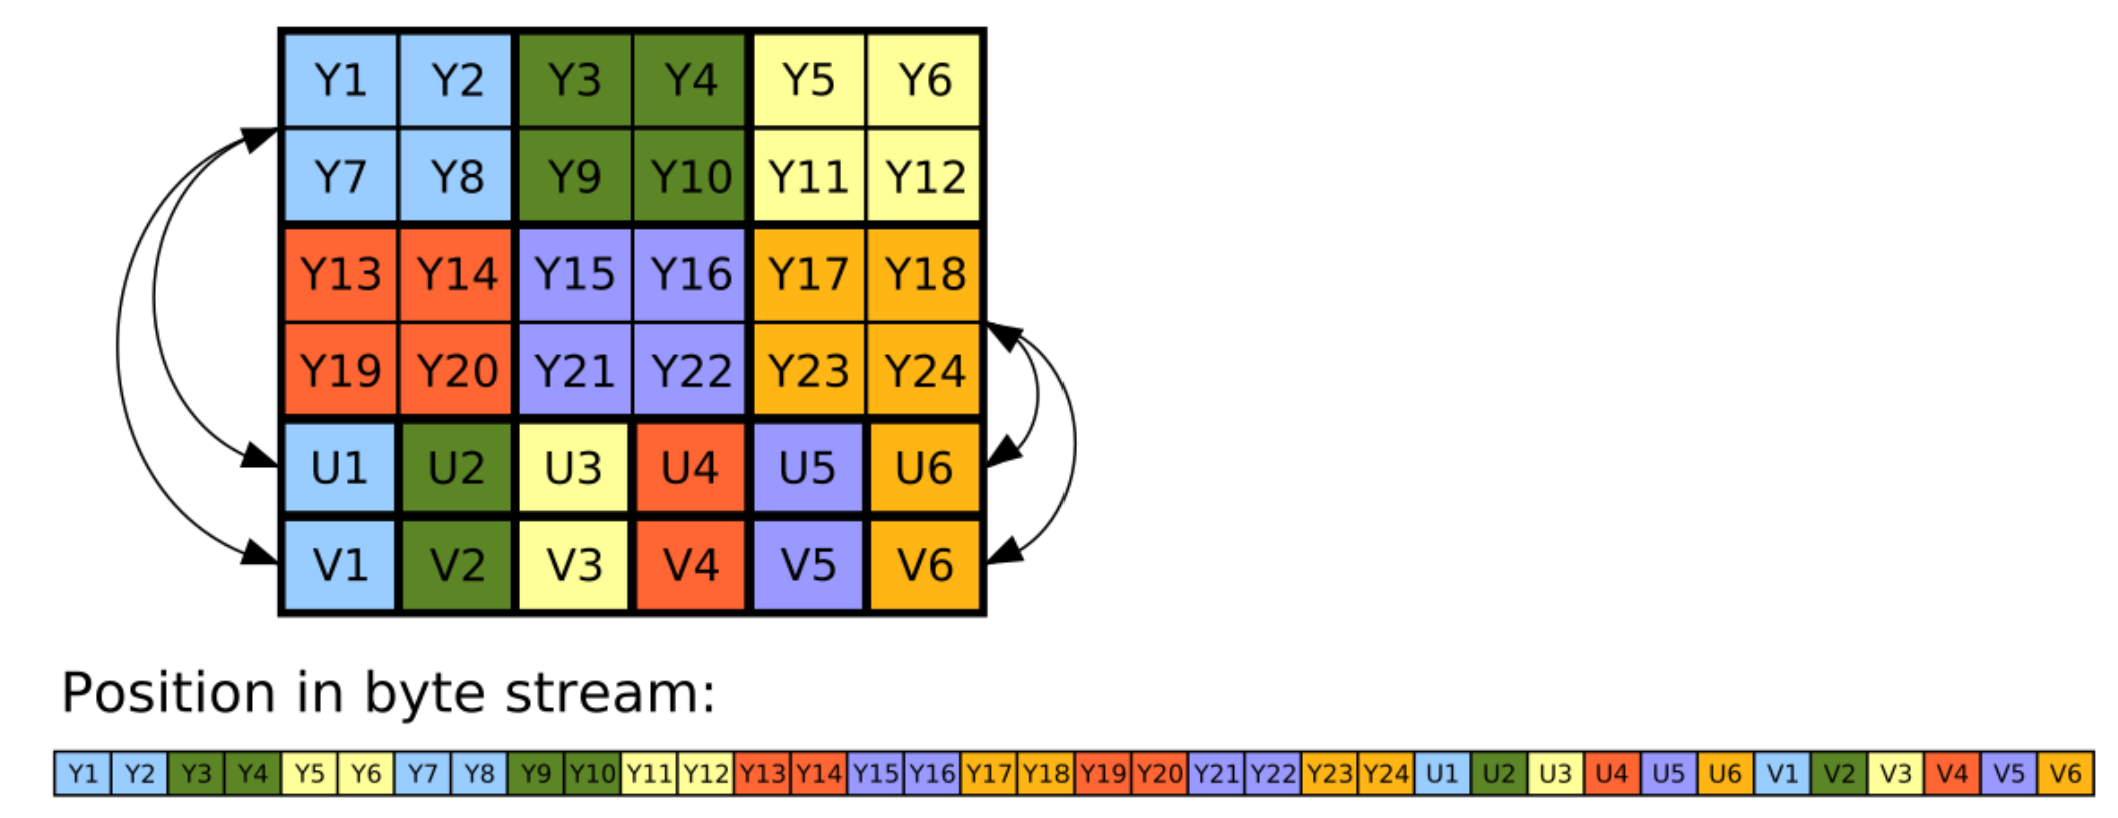 Y1 Y2 Y3 Y4 Y5 Y6
Y7 Y8 Y9 Y10 Y11 Y12
Y13 Y14 Y15 Y16 Y17 Y18
Y19 Y20 Y21 Y22 Y23 Y24
U1 U2 U3 U4 U5 U6
V1 V2 V3 V4 V5 V6
Position in byte stream:
Y1 Y2 Y3 Y4 Y5 Y6 Y7 Y8 Y9 Y10 Y11 Y12 Y13 Y14 Y15 Y16 Y17 Y18 Y19 Y20 Y21 Y22 Y23 Y24 U1 U2 U3 U4 U5 U6 V1 V2 V3 V4 V5 V6